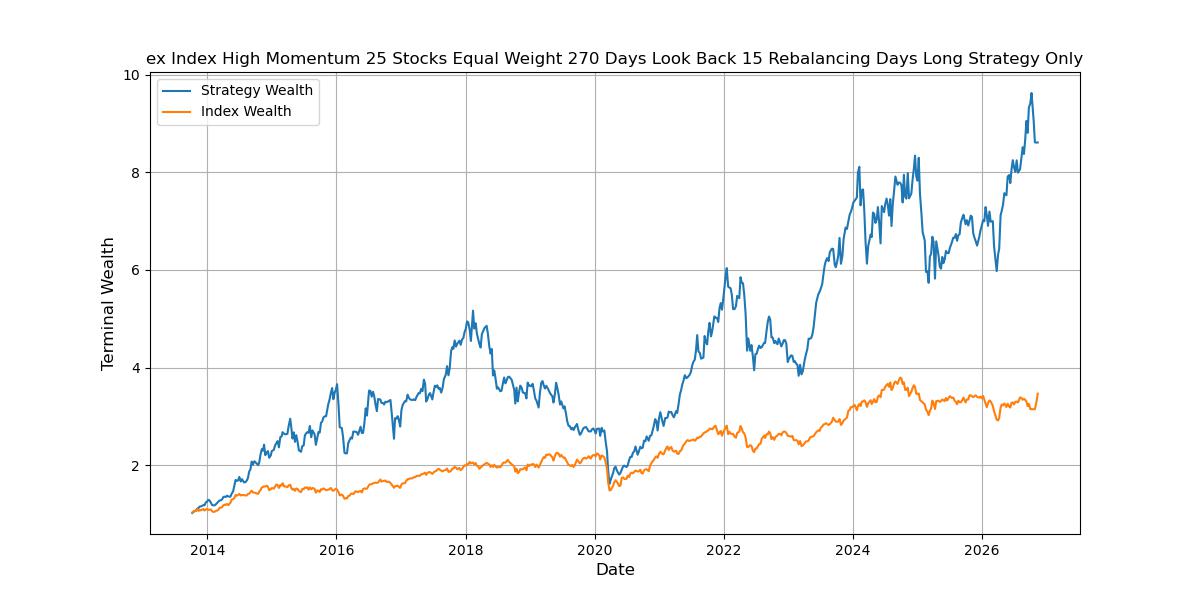 ex Index High Momentum 25 Stocks Equal Weight 270 Days Look Back 15 Rebalancing Days Long Strategy Only
Strategy Wealth
Index Wealth
Terminal Wealth
10
8
6
4
2
2014 2016 2018 2020 2022 2024 2026
Date